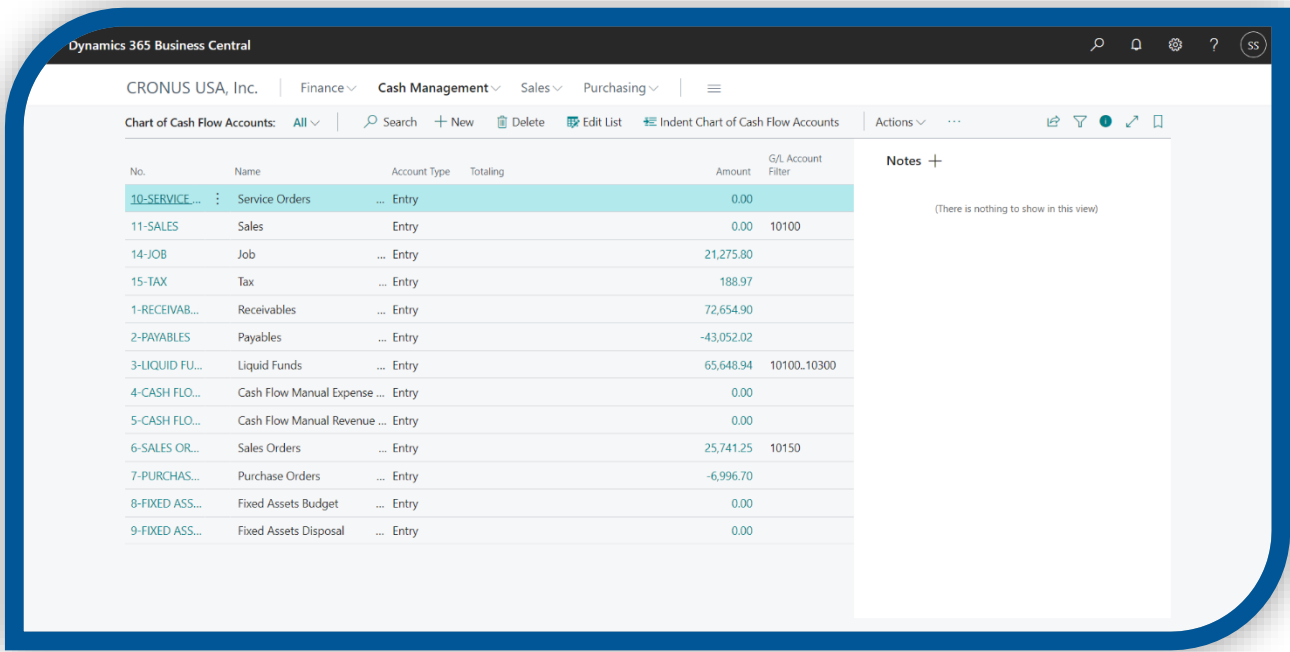 Dynamics 365 Business Central
? SS
CRONUS USA, Inc. Finance Cash Management Sales Purchasing
Chart of Cash Flow Accounts: All Search New Delete Edit List Indent Chart of Cash Flow Accounts Actions ...
No. Name Account Type Totaling Amount G/L Account Filter
Notes
10-SERVICE ... Service Orders ... Entry 0.00
(There is nothing to show in this view)
11-SALES Sales Entry 0.00 10100
14-JOB Job ... Entry 21,275.80
15-TAX Tax ... Entry 188.97
1-RECEIVAB... Receivables ... Entry 72,654.90
2-PAYABLES Payables ... Entry -43,052.02
3-LIQUID FU... Liquid Funds ... Entry 65,648.94 10100..10300
4-CASH FLO... Cash Flow Manual Expense ... Entry 0.00
5-CASH FLO... Cash Flow Manual Revenue ... Entry 0.00
6-SALES OR... Sales Orders ... Entry 25,741.25 10150
7-PURCHAS... Purchase Orders ... Entry -6,996.70
8-FIXED ASS... Fixed Assets Budget ... Entry 0.00
9-FIXED ASS... Fixed Assets Disposal ... Entry 0.00